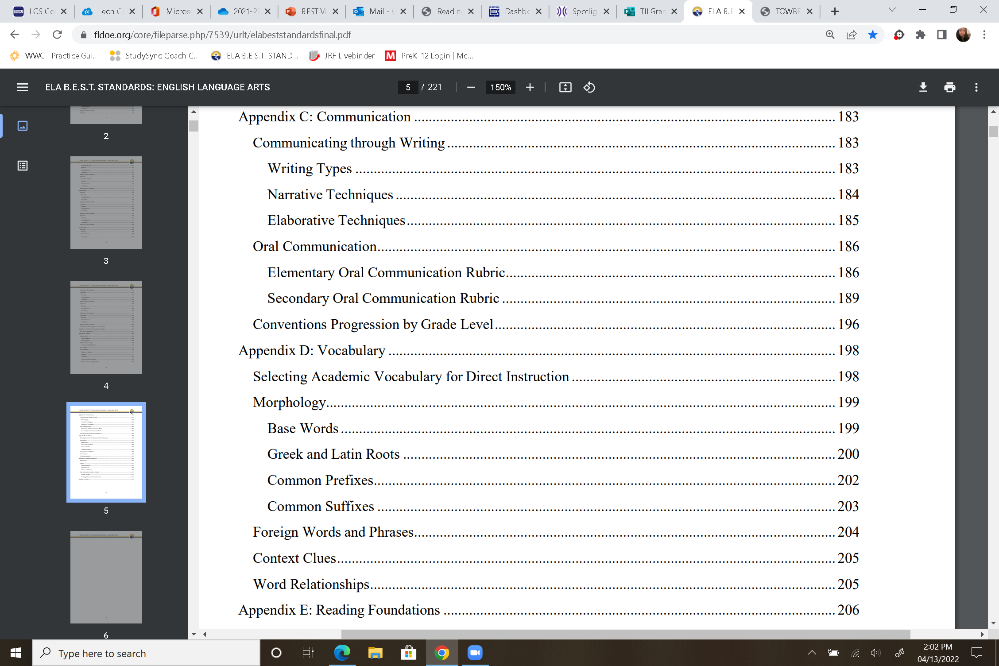 LCS Co
Leon C
Micros
2021-2
BEST Vi
Mail -
Readin
Dashb
Spotlig
TII Gran
ELA B.E
TOWRE
fldoe.org/core/fileparse.php/7539/urlt/elabeststandardsfinal.pdf
WWC | Practice Gui...
StudySync Coach C...
ELA B.E.S.T. STAND...
JRF Livebinder
M PreK-12 Login | Mc...
ELA B.E.S.T. STANDARDS: ENGLISH LANGUAGE ARTS
5 / 221
150%
2
3
4
5
6
Appendix C: Communication ........ 183
Communicating through Writing ........ 183
Writing Types ........ 183
Narrative Techniques ........ 184
Elaborative Techniques ........ 185
Oral Communication ........ 186
Elementary Oral Communication Rubric ........ 186
Secondary Oral Communication Rubric ........ 189
Conventions Progression by Grade Level ........ 196
Appendix D: Vocabulary ........ 198
Selecting Academic Vocabulary for Direct Instruction ........ 198
Morphology ........ 199
Base Words ........ 199
Greek and Latin Roots ........ 200
Common Prefixes ........ 202
Common Suffixes ........ 203
Foreign Words and Phrases ........ 204
Context Clues ........ 205
Word Relationships ........ 205
Appendix E: Reading Foundations ........ 206
Type here to search
2:02 PM
04/13/2022